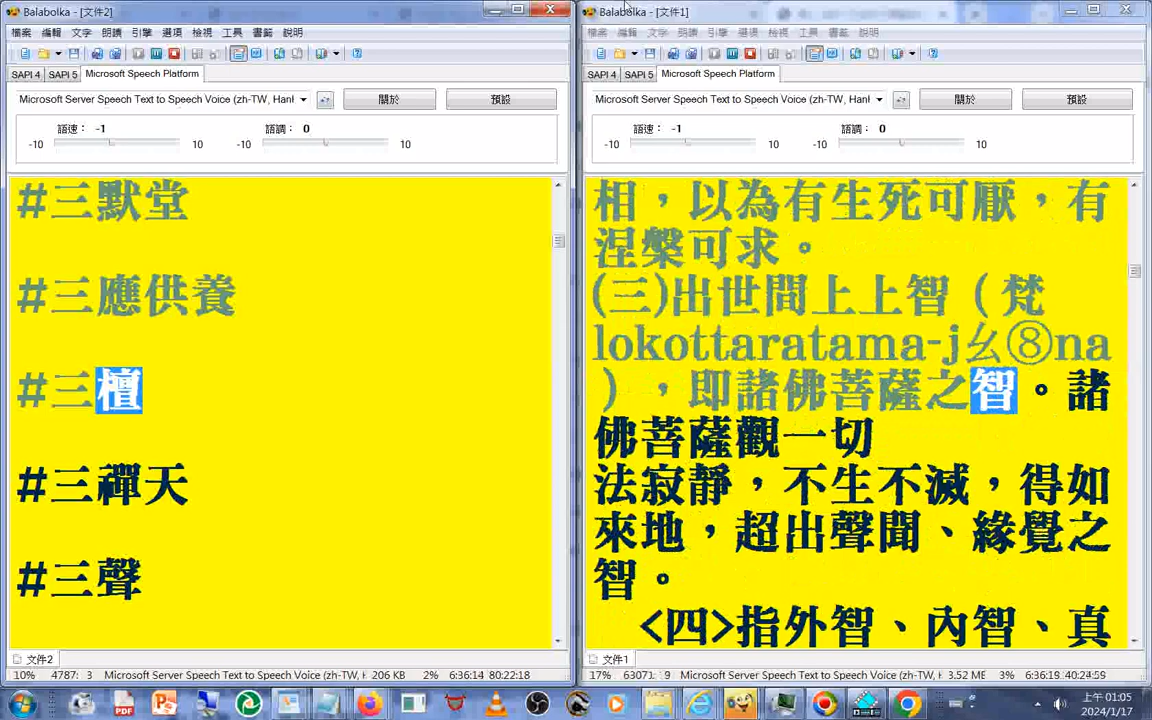 Balabolka - [文件2]
檔案 編輯 文字 朗讀 引擎 選項 檢視 工具 書籤 說明
SAPI 4 SAPI 5 Microsoft Speech Platform
Microsoft Server Speech Text to Speech Voice (zh-TW, Han
關於 預設
語速： -1 語調： 0
-10 10 -10 10
#三默堂
#三應供養
#三檀
#三禪天
#三聲
文件2
10% 4787: 3 Microsoft Server Speech Text to Speech Voice (zh-TW, H 206 KB 2% 6:36:14 80:22:18
Balabolka - [文件1]
檔案 編輯 文字 朗讀 引擎 選項 檢視 工具 書籤 說明
SAPI 4 SAPI 5 Microsoft Speech Platform
Microsoft Server Speech Text to Speech Voice (zh-TW, Han
關於 預設
語速： -1 語調： 0
-10 10 -10 10
相，以為有生死可厭，有
涅槃可求。
(三)出世間上上智（梵
lokottaratama-j幺⑧na
），即諸佛菩薩之智。諸
佛菩薩觀一切
法寂靜，不生不滅，得如
來地，超出聲聞、緣覺之
智。
<四>指外智、內智、真
文件1
17% 63071: 9 Microsoft Server Speech Text to Speech Voice (zh-TW, H 3.52 MB 3% 6:36:19 40:24:59
上午 01:05
2024/1/17